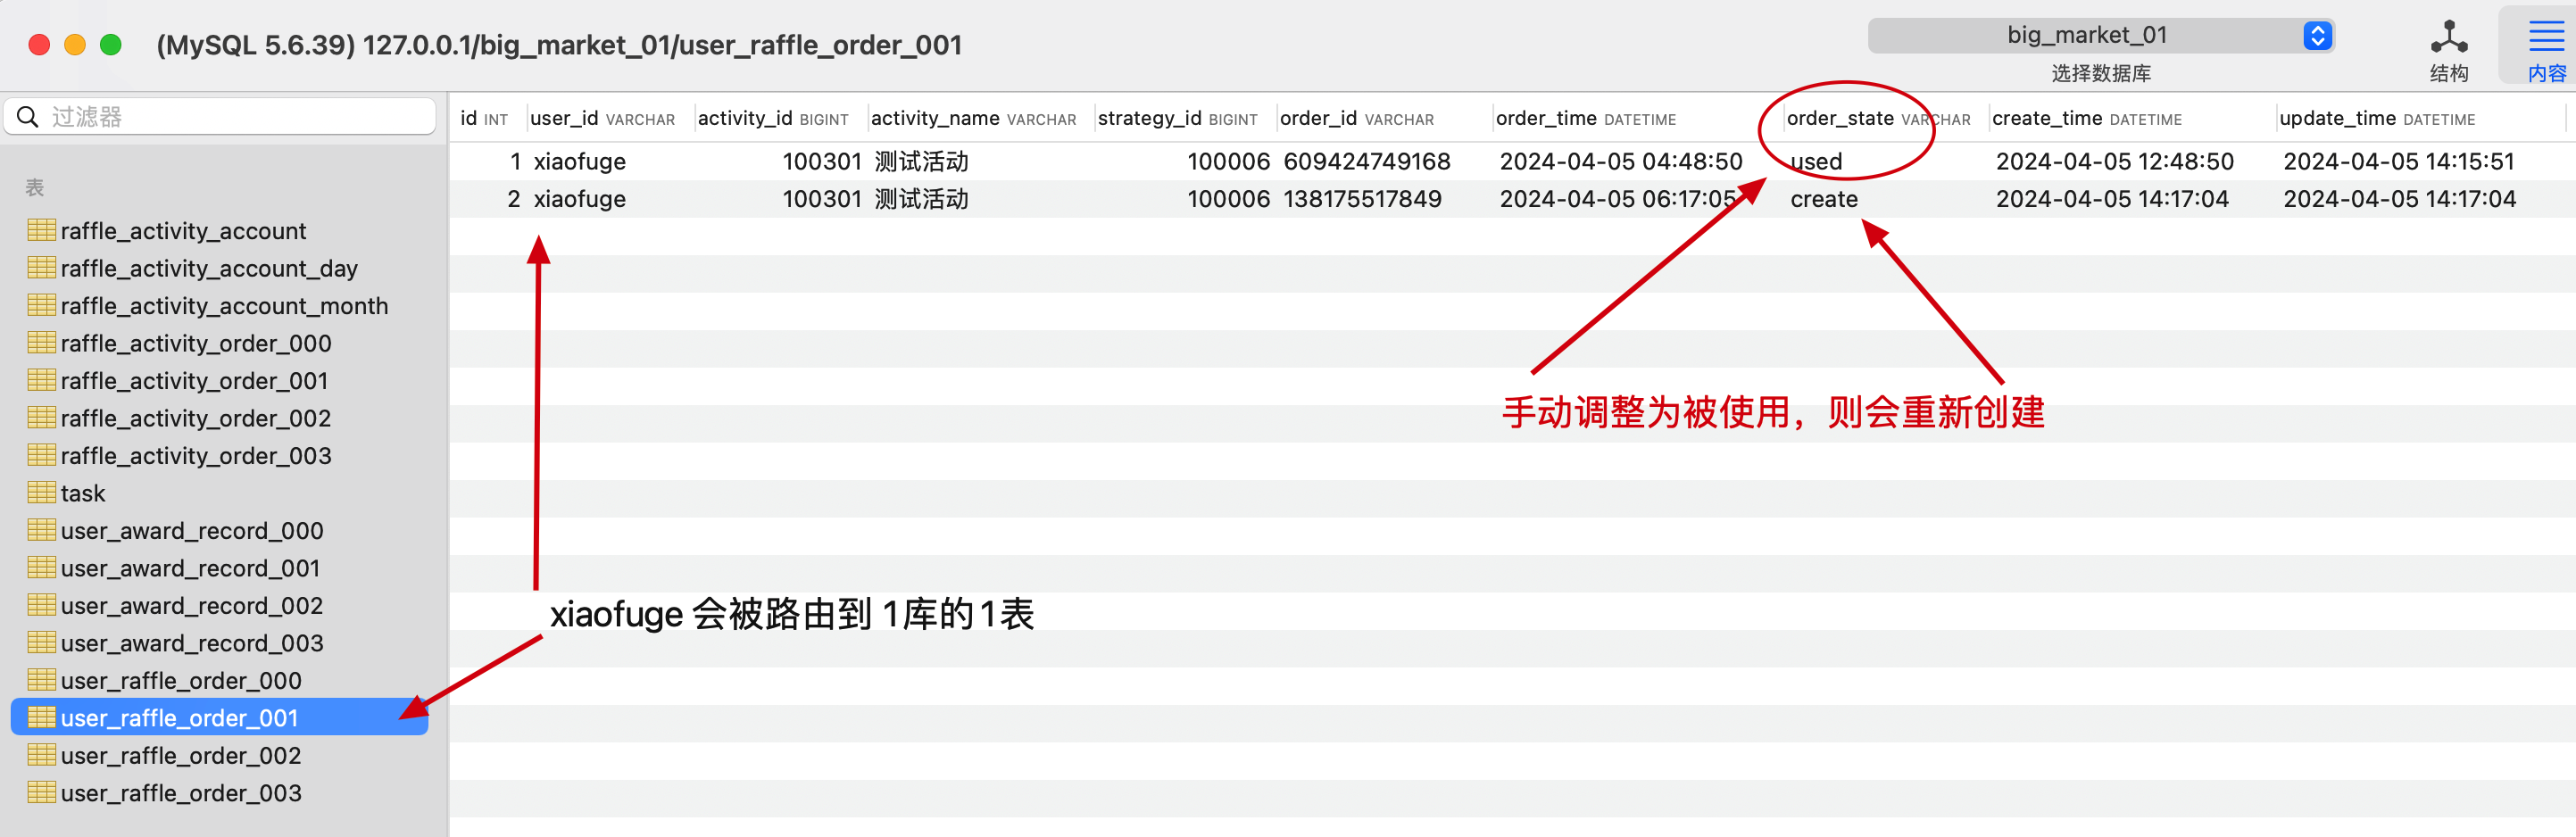 (MySQL 5.6.39) 127.0.0.1/big_market_01/user_raffle_order_001
big_market_01
选择数据库
结构
内容
过滤器
表
raffle_activity_account
raffle_activity_account_day
raffle_activity_account_month
raffle_activity_order_000
raffle_activity_order_001
raffle_activity_order_002
raffle_activity_order_003
task
user_award_record_000
user_award_record_001
user_award_record_002
user_award_record_003
user_raffle_order_000
user_raffle_order_001
user_raffle_order_002
user_raffle_order_003
id INT user_id VARCHAR activity_id BIGINT activity_name VARCHAR strategy_id BIGINT order_id VARCHAR order_time DATETIME order_state VARCHAR create_time DATETIME update_time DATETIME
1 xiaofuge 100301 测试活动 100006 609424749168 2024-04-05 04:48:50 used 2024-04-05 12:48:50 2024-04-05 14:15:51
2 xiaofuge 100301 测试活动 100006 138175517849 2024-04-05 06:17:05 create 2024-04-05 14:17:04 2024-04-05 14:17:04
手动调整为被使用，则会重新创建
xiaofuge 会被路由到 1库的1表